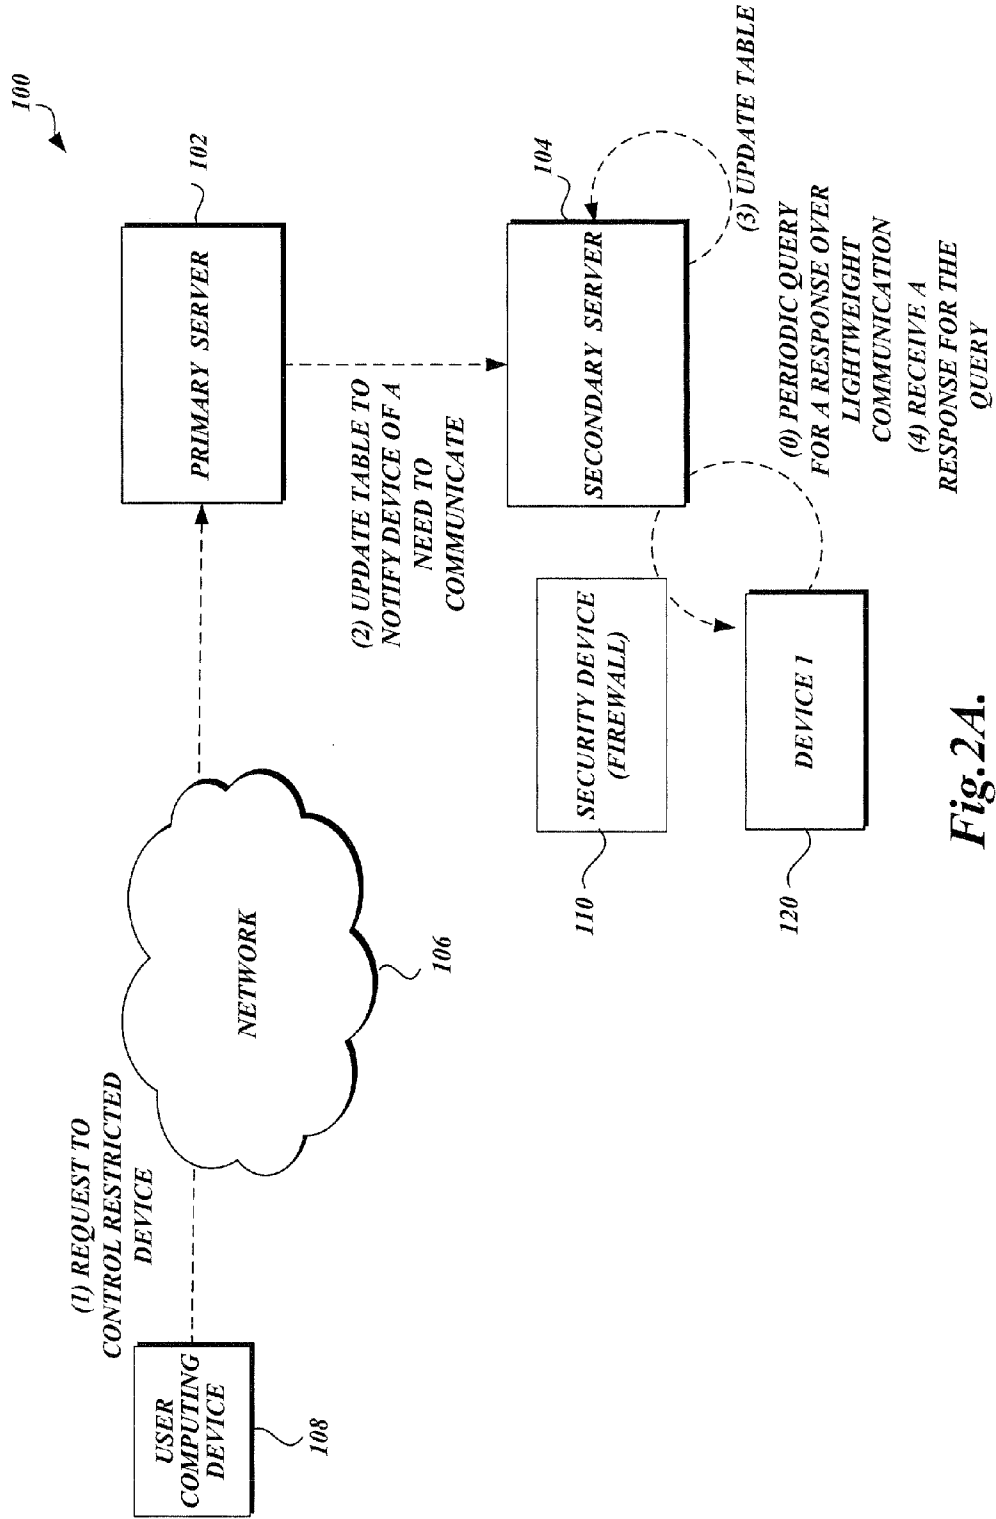 100
102
PRIMARY SERVER
(1) REQUEST TO
CONTROL RESTRICTED
DEVICE
USER
COMPUTING
DEVICE
108
NETWORK
106
(2) UPDATE TABLE TO
NOTIFY DEVICE OF A
NEED TO
COMMUNICATE
104
SECONDARY SERVER
(3) UPDATE TABLE
SECURITY DEVICE
(FIREWALL)
110
DEVICE 1
120
(0) PERIODIC QUERY
FOR A RESPONSE OVER
LIGHTWEIGHT
COMMUNICATION
(4) RECEIVE A
RESPONSE FOR THE
QUERY
Fig.2A.